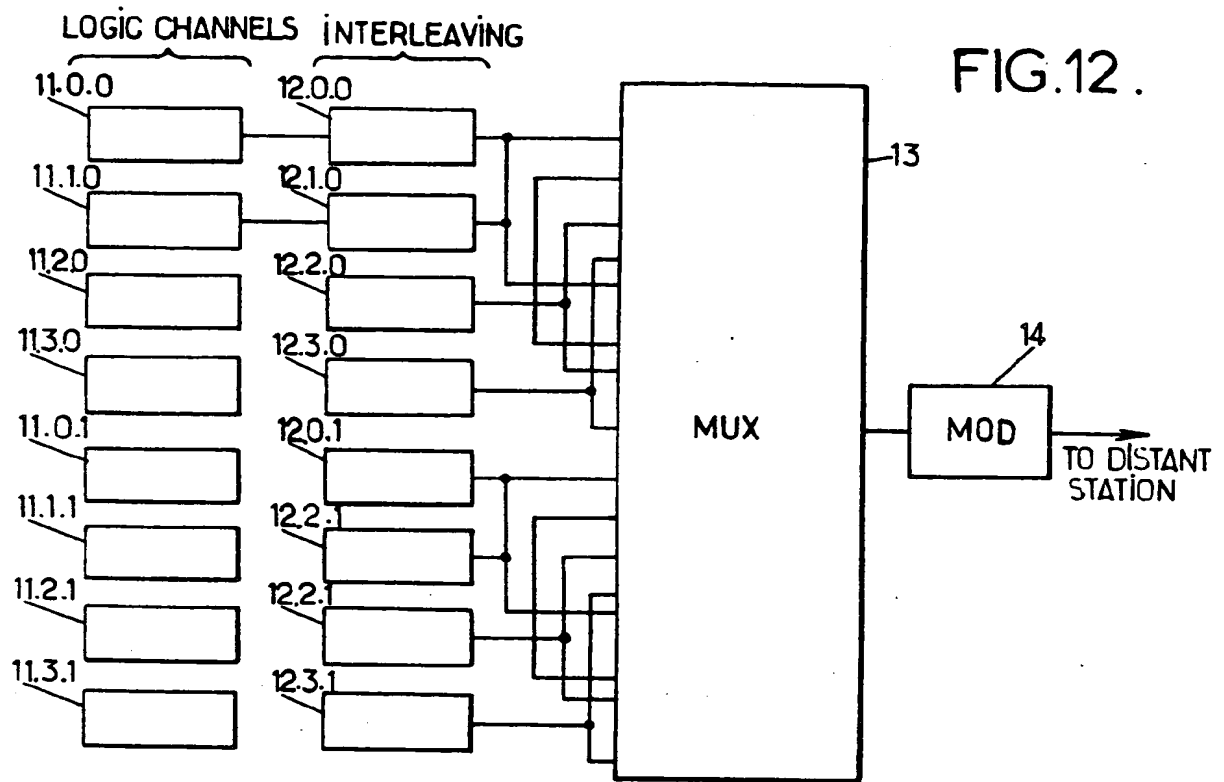 LOGIC CHANNELS
INTERLEAVING
FIG.12.
11.0.0
12.0.0
13
11.1.0
12.1.0
11.2.0
12.2.0
11.3.0
12.3.0
14
MUX
MOD
11.0.1
12.0.1
TO DISTANT
STATION
11.1.1
12.2.1
11.2.1
12.2.1
11.3.1
12.3.1